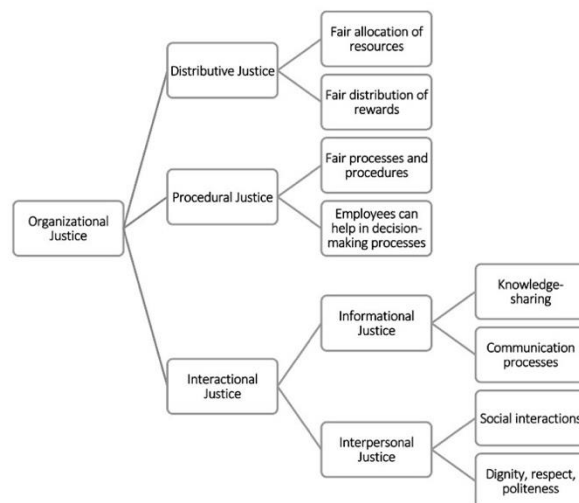 Fair allocation of
resources
Distributive Justice
Fair distribution of
rewards
Fair processes and
procedures
Procedural Justice
Employees can
help in decision-
making processes
Organizational
Justice
Knowledge-
sharing
Informational
Justice
Communication
processes
Interactional
Justice
Social interactions
Interpersonal
Justice
Dignity, respect,
politeness